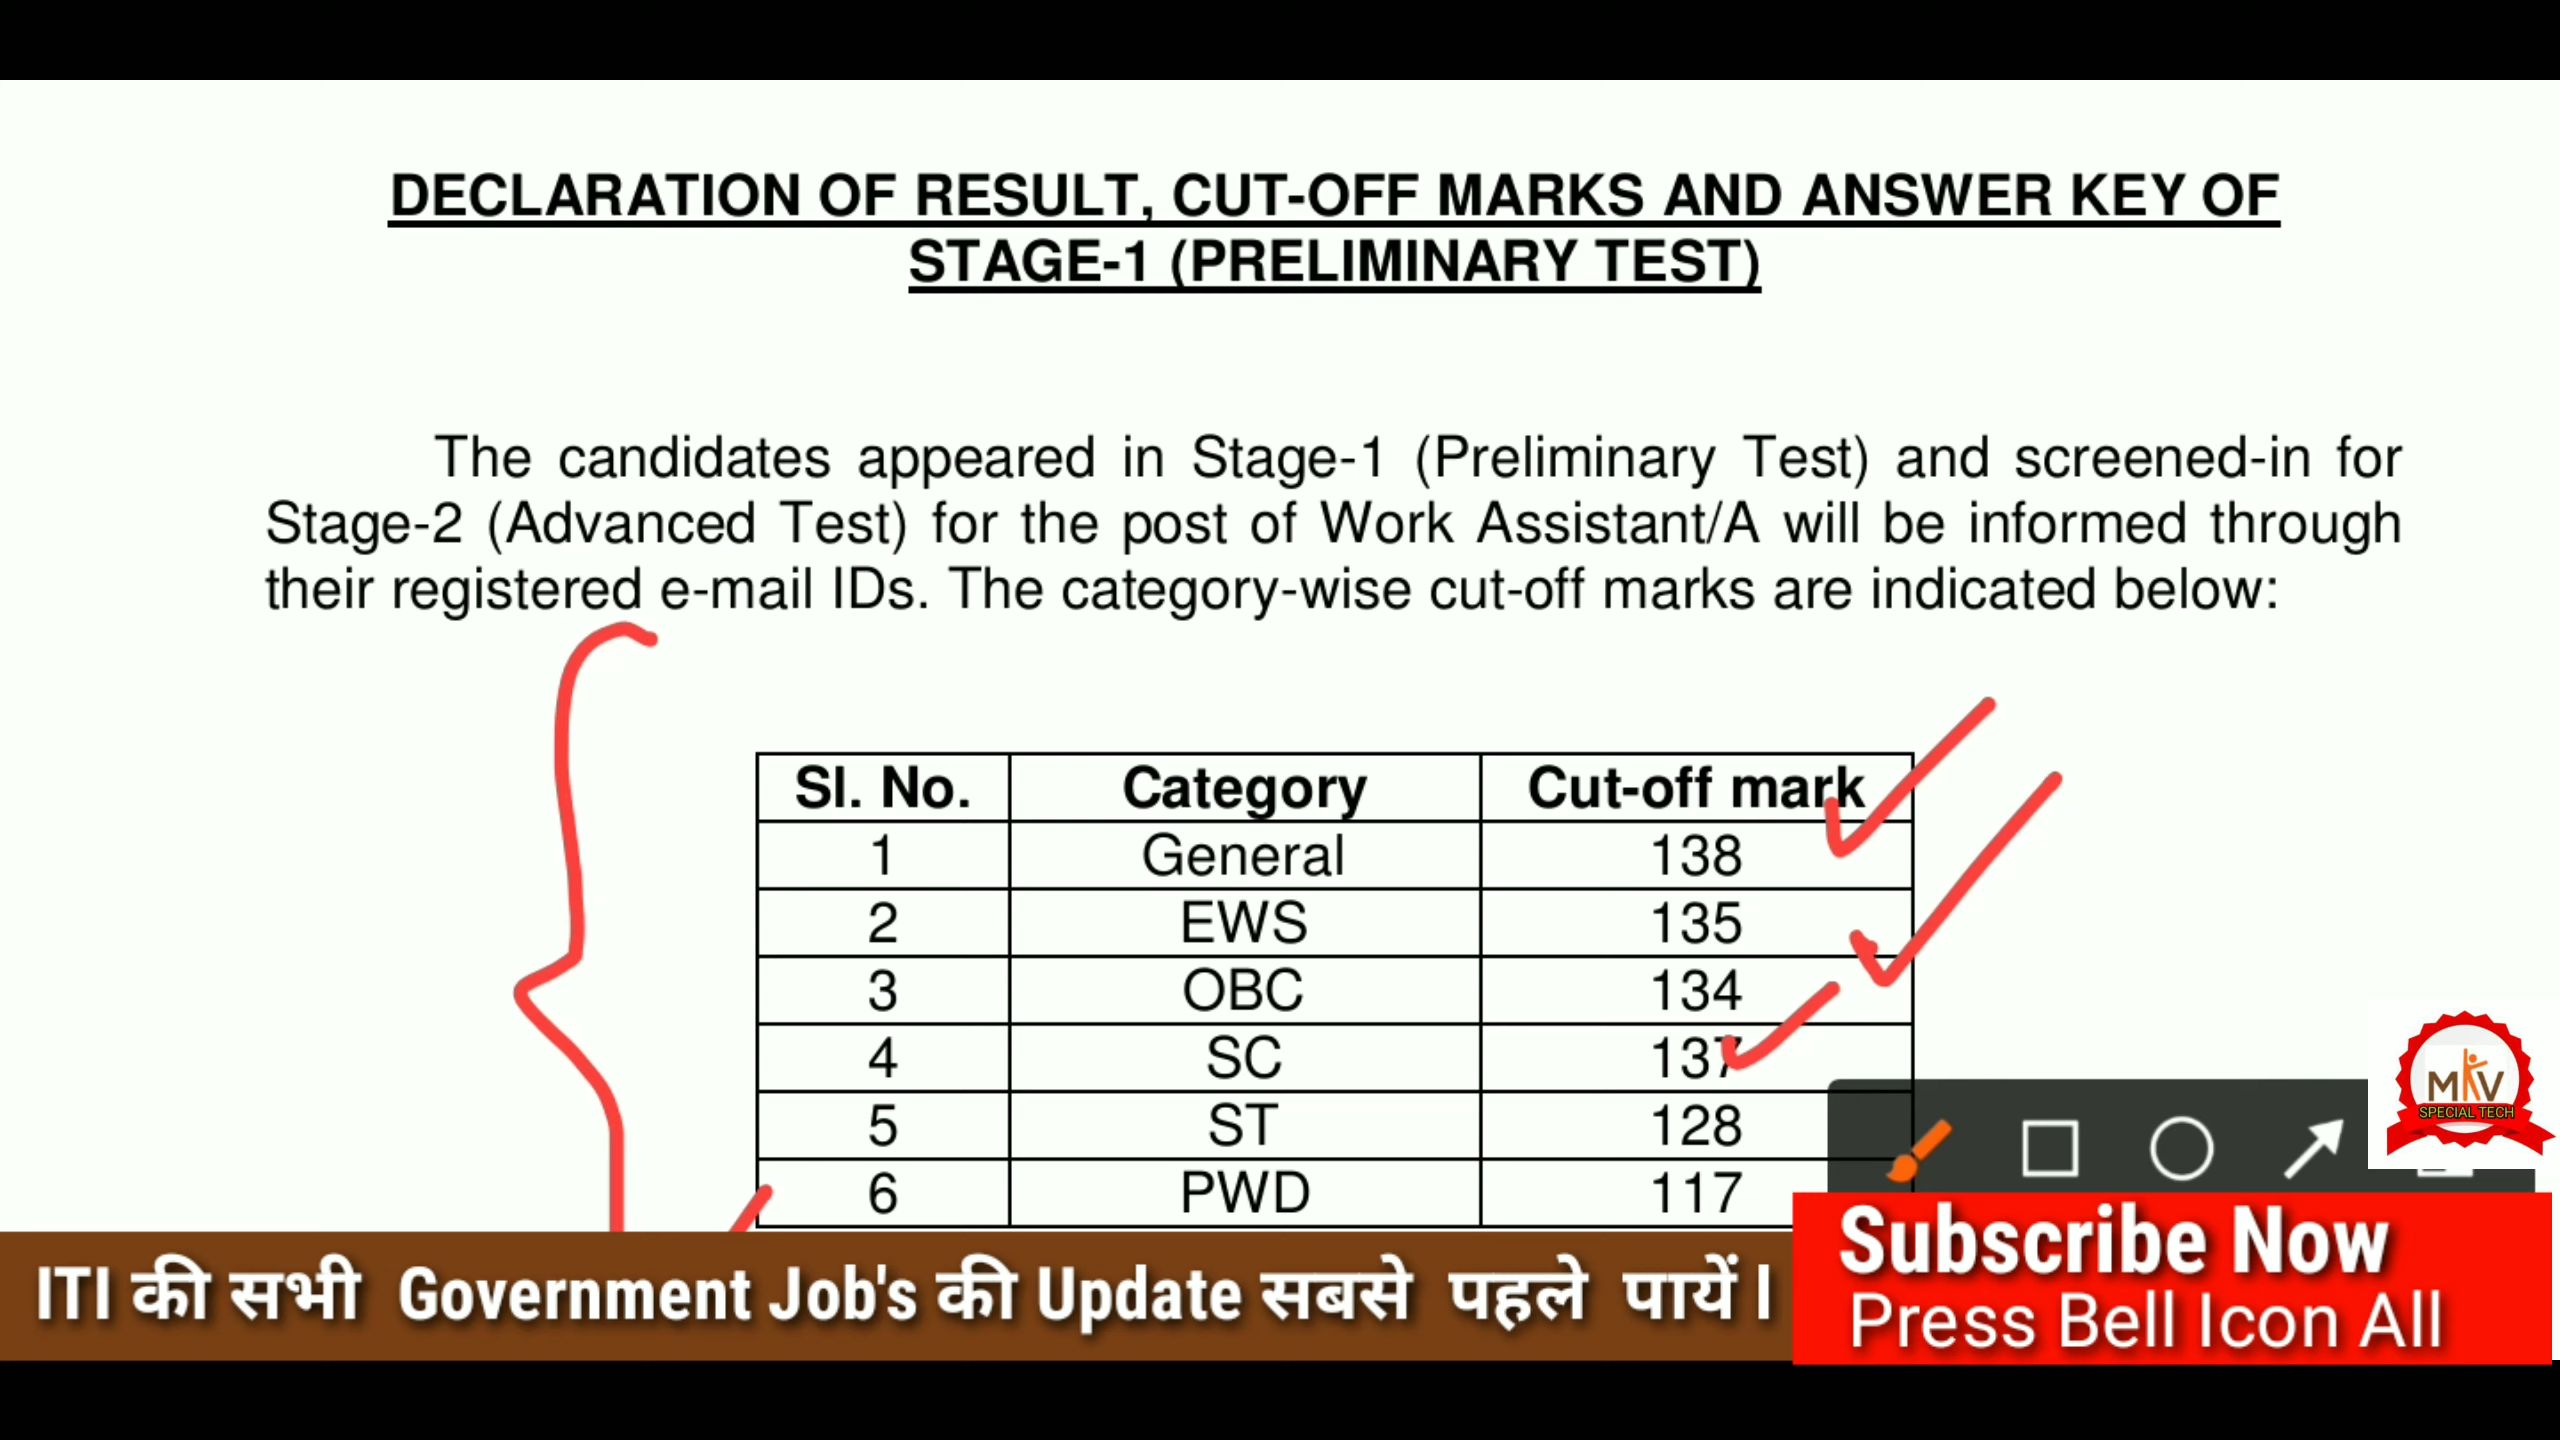 DECLARATION OF RESULT, CUT-OFF MARKS AND ANSWER KEY OF
STAGE-1 (PRELIMINARY TEST)
The candidates appeared in Stage-1 (Preliminary Test) and screened-in for
Stage-2 (Advanced Test) for the post of Work Assistant/A will be informed through
their registered e-mail IDs. The category-wise cut-off marks are indicated below:
Sl. No. Category Cut-off mark
1 General 138
2 EWS 135
3 OBC 134
4 SC 137
5 ST 128
6 PWD 117
MKV
SPECIAL TECH
ITI की सभी Government Job's की Update सबसे पहले पायें l
Subscribe Now
Press Bell Icon All